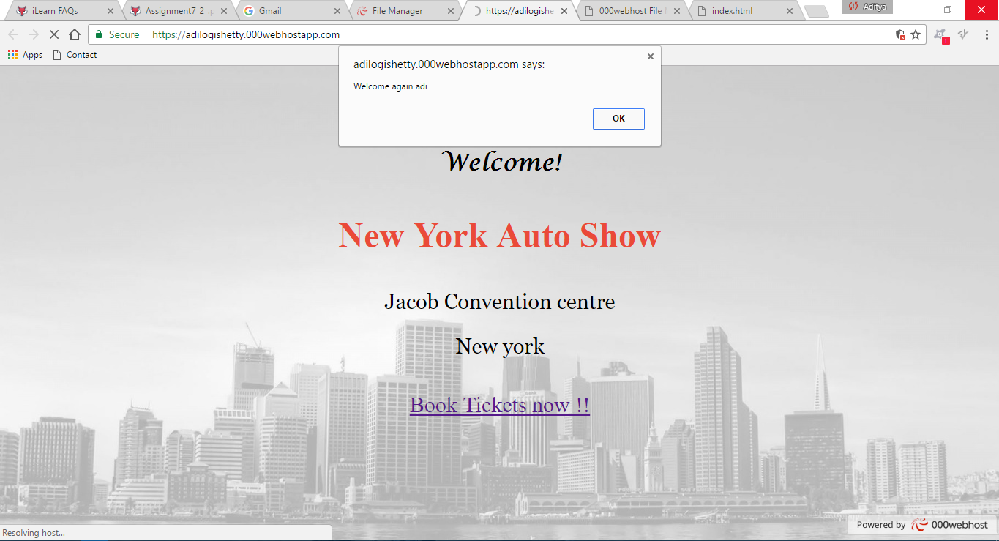 iLearn FAQs
Assignment7_2_.p
Gmail
File Manager
https://adilogishe
000webhost File M
index.html
Aditya
Secure
https://adilogishetty.000webhostapp.com
1
Apps
Contact
adilogishetty.000webhostapp.com says:
Welcome again adi
OK
Welcome!
New York Auto Show
Jacob Convention centre
New york
Book Tickets now !!
Resolving host...
Powered by 000webhost